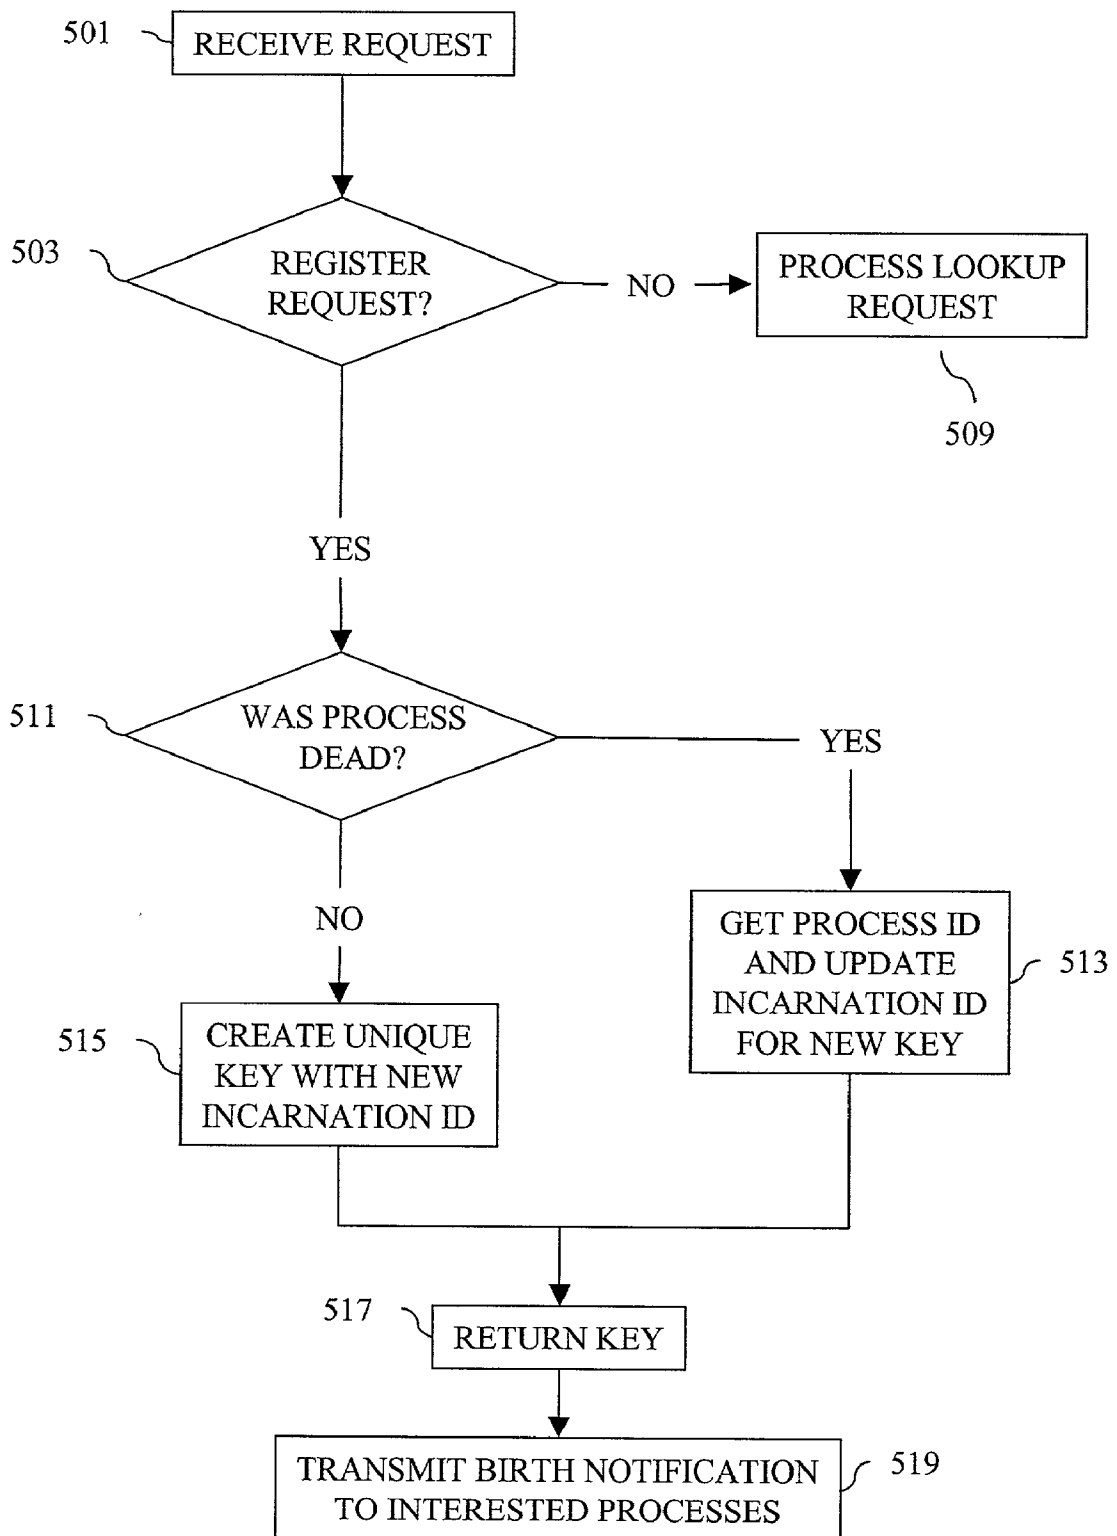 501
RECEIVE REQUEST
503
REGISTER
REQUEST?
NO
PROCESS LOOKUP
REQUEST
509
YES
511
WAS PROCESS
DEAD?
YES
NO
GET PROCESS ID
AND UPDATE
INCARNATION ID
FOR NEW KEY
513
515
CREATE UNIQUE
KEY WITH NEW
INCARNATION ID
517
RETURN KEY
TRANSMIT BIRTH NOTIFICATION
TO INTERESTED PROCESSES
519